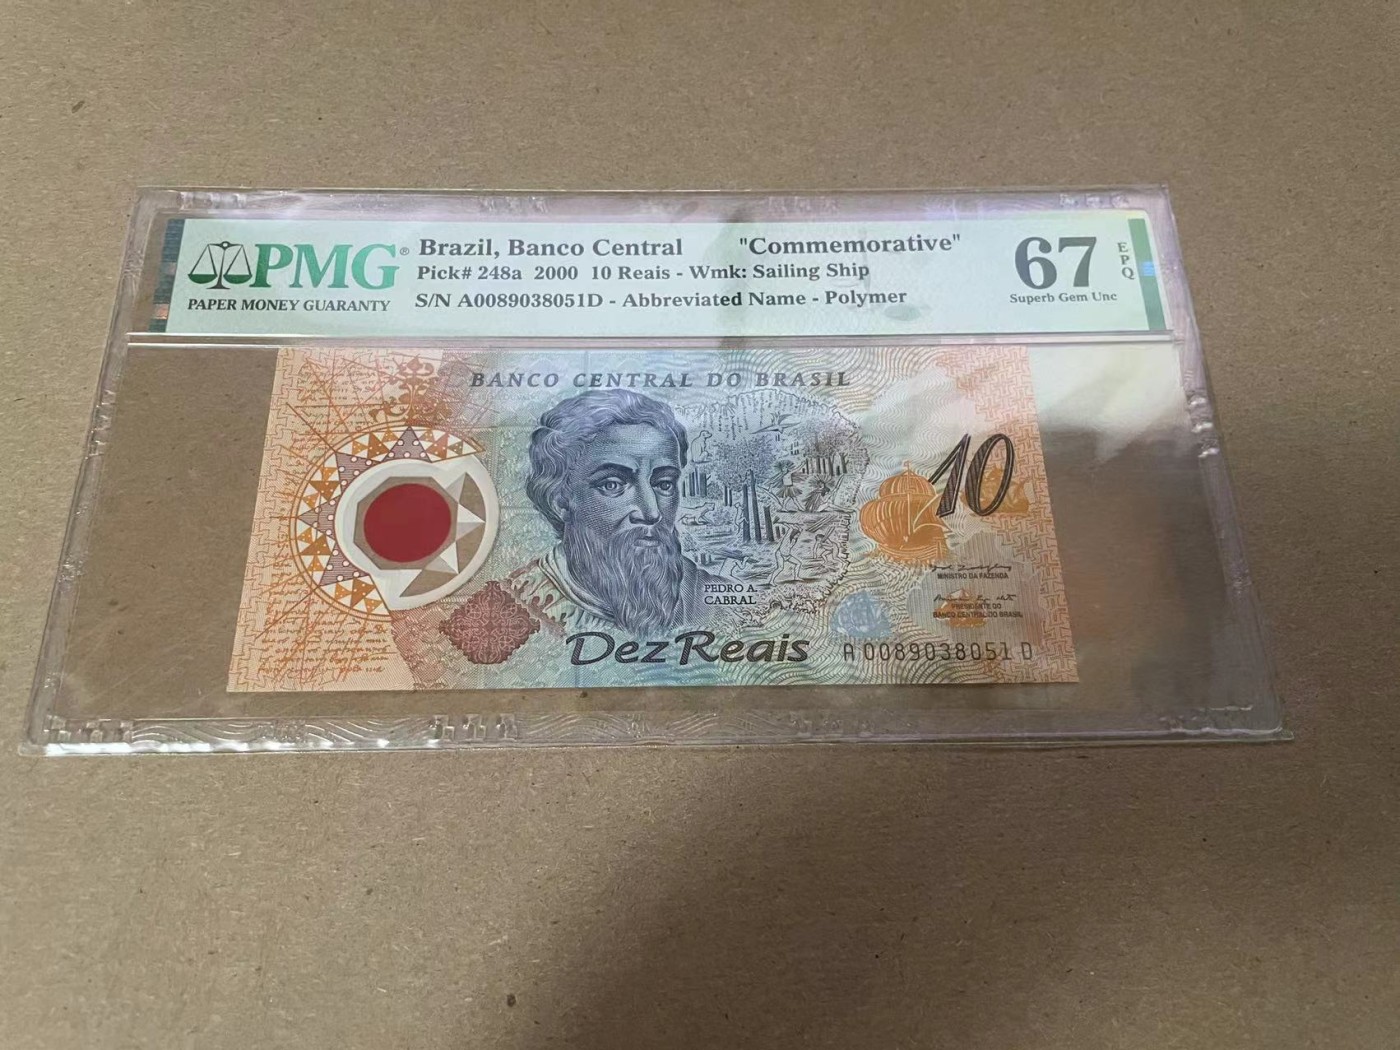 PMG®
PAPER MONEY GUARANTY
Brazil, Banco Central "Commemorative"
Pick# 248a 2000 10 Reais - Wmk: Sailing Ship
S/N A0089038051D - Abbreviated Name - Polymer
67
EPQ
Superb Gem Unc
BANCO CENTRAL DO BRASIL
10
PEDRO A.
CABRAL
MINISTRO DA FAZENDA
PRESIDENTE DO
BANCO CENTRAL DO BRASIL
Dez Reais
A 0089038051 D